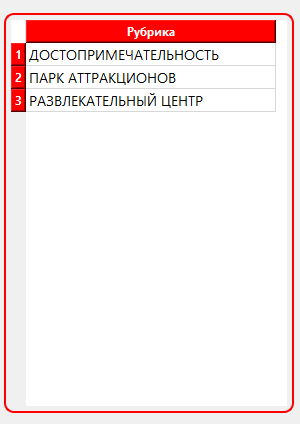 Рубрика
1 ДОСТОПРИМЕЧАТЕЛЬНОСТЬ
2 ПАРК АТТРАКЦИОНОВ
3 РАЗВЛЕКАТЕЛЬНЫЙ ЦЕНТР